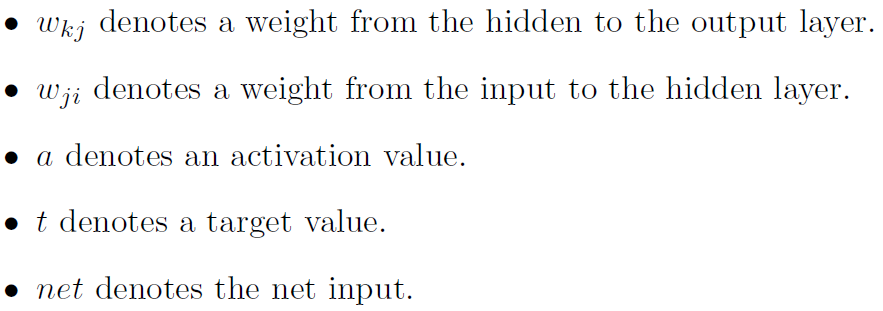 • w_{kj} denotes a weight from the hidden to the output layer.
• w_{ji} denotes a weight from the input to the hidden layer.
• a denotes an activation value.
• t denotes a target value.
• net denotes the net input.